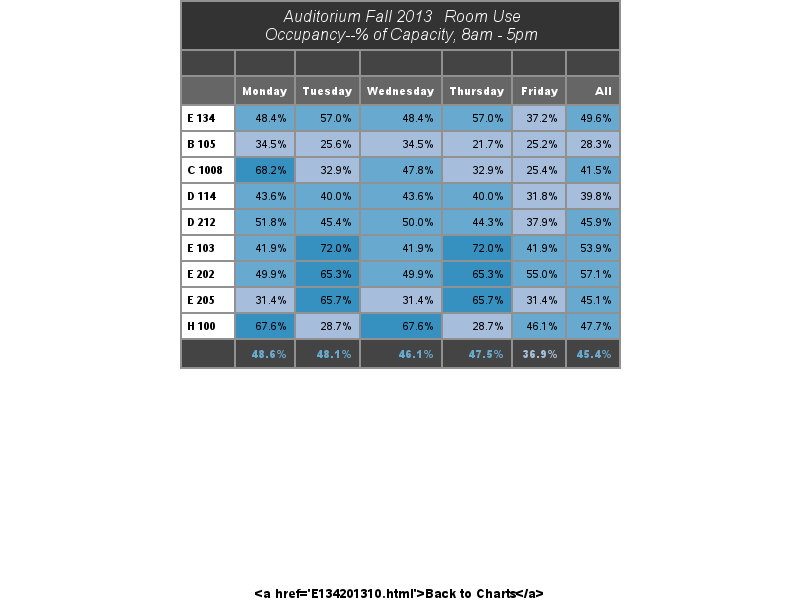 Auditorium Fall 2013 Room Use
Occupancy--% of Capacity, 8am - 5pm
Monday Tuesday Wednesday Thursday Friday All
E 134 48.4% 57.0% 48.4% 57.0% 37.2% 49.6%
B 105 34.5% 25.6% 34.5% 21.7% 25.2% 28.3%
C 1008 68.2% 32.9% 47.8% 32.9% 25.4% 41.5%
D 114 43.6% 40.0% 43.6% 40.0% 31.8% 39.8%
D 212 51.8% 45.4% 50.0% 44.3% 37.9% 45.9%
E 103 41.9% 72.0% 41.9% 72.0% 41.9% 53.9%
E 202 49.9% 65.3% 49.9% 65.3% 55.0% 57.1%
E 205 31.4% 65.7% 31.4% 65.7% 31.4% 45.1%
H 100 67.6% 28.7% 67.6% 28.7% 46.1% 47.7%
48.6% 48.1% 46.1% 47.5% 36.9% 45.4%
&lt;a href='E134201310.html'&gt;Back to Charts&lt;/a&gt;